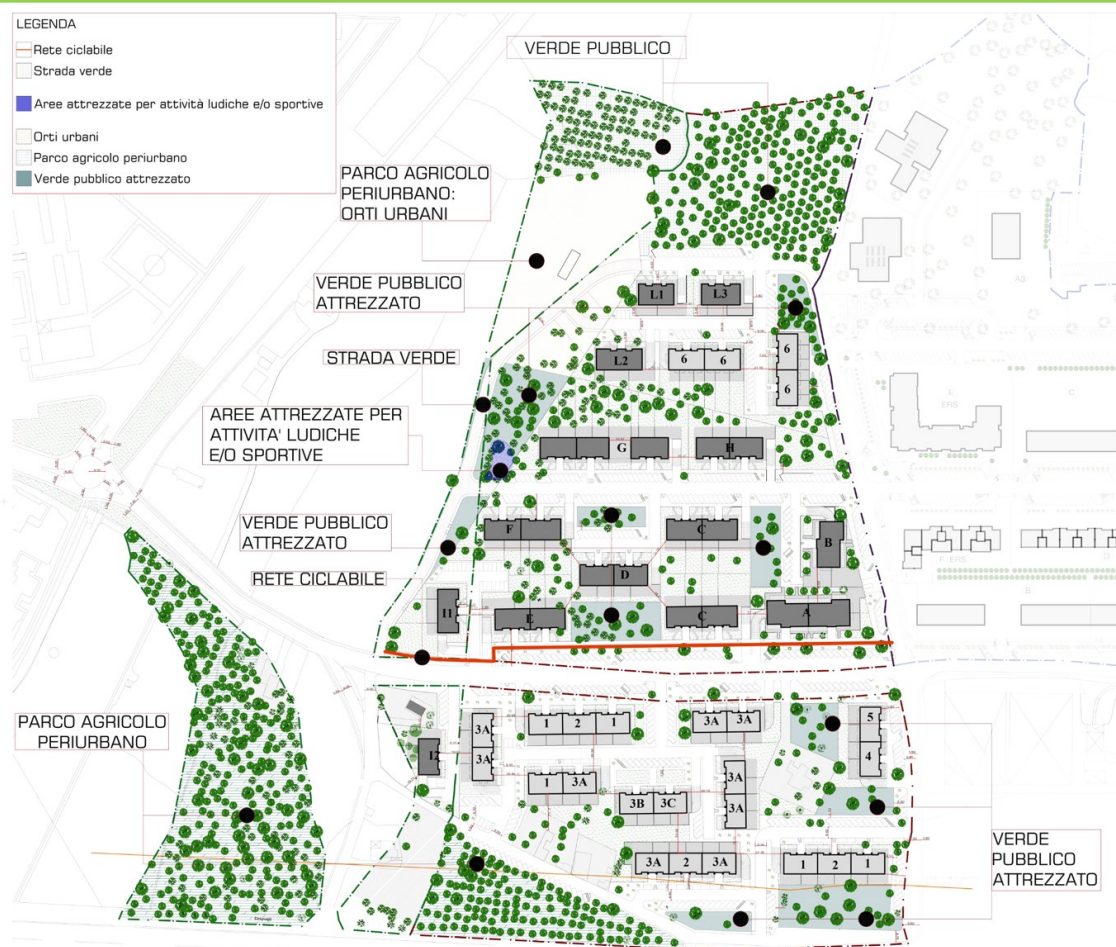 LEGENDA
Rete ciclabile
Strada verde
Aree attrezzate per attività ludiche e/o sportive
Orti urbani
Parco agricolo periurbano
Verde pubblico attrezzato
VERDE PUBBLICO
PARCO AGRICOLO
PERIURBANO:
ORTI URBANI
VERDE PUBBLICO
ATTREZZATO
STRADA VERDE
AREE ATTREZZATE PER
ATTIVITA' LUDICHE
E/O SPORTIVE
VERDE PUBBLICO
ATTREZZATO
RETE CICLABILE
PARCO AGRICOLO
PERIURBANO
VERDE
PUBBLICO
ATTREZZATO
L1 L3
L2 6 6 6
6
G H
F C B
D
I1 E C A
3A 1 2 1 3A 3A 5
I2 3A 4
1 3A 3A
3B 3C 3A
3A 2 3A 1 2 1
ERS
C
F ERS